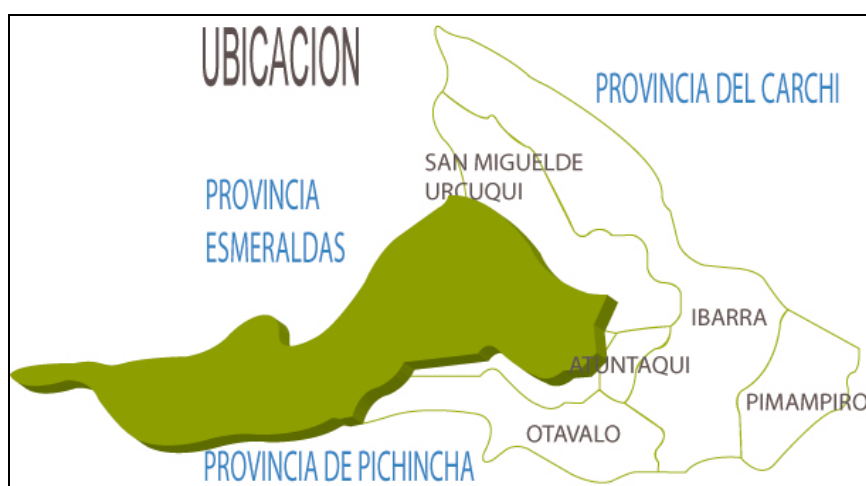 UBICACION
PROVINCIA DEL CARCHI
SAN MIGUELDE
URCUQUI
PROVINCIA
ESMERALDAS
IBARRA
ATUNTAQUI
PIMAMPIRO
OTAVALO
PROVINCIA DE PICHINCHA